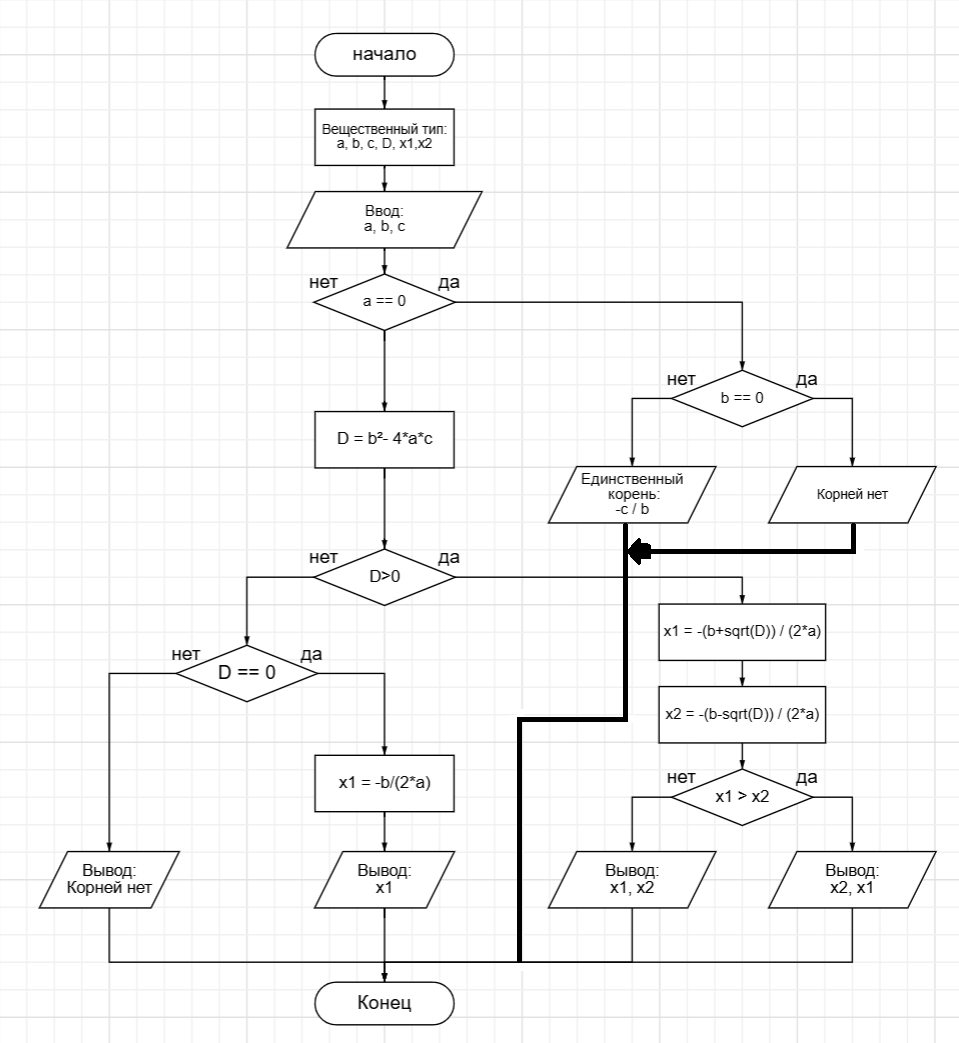 начало
Вещественный тип:
a, b, c, D, x1,x2
Ввод:
a, b, c
нет
да
a == 0
нет
да
b == 0
D = b²- 4*a*c
Единственный
корень:
-c / b
Корней нет
нет
да
D>0
x1 = -(b+sqrt(D)) / (2*a)
нет
да
D == 0
x2 = -(b-sqrt(D)) / (2*a)
x1 = -b/(2*a)
нет
да
x1 > x2
Вывод:
Корней нет
Вывод:
x1
Вывод:
x1, x2
Вывод:
x2, x1
Конец